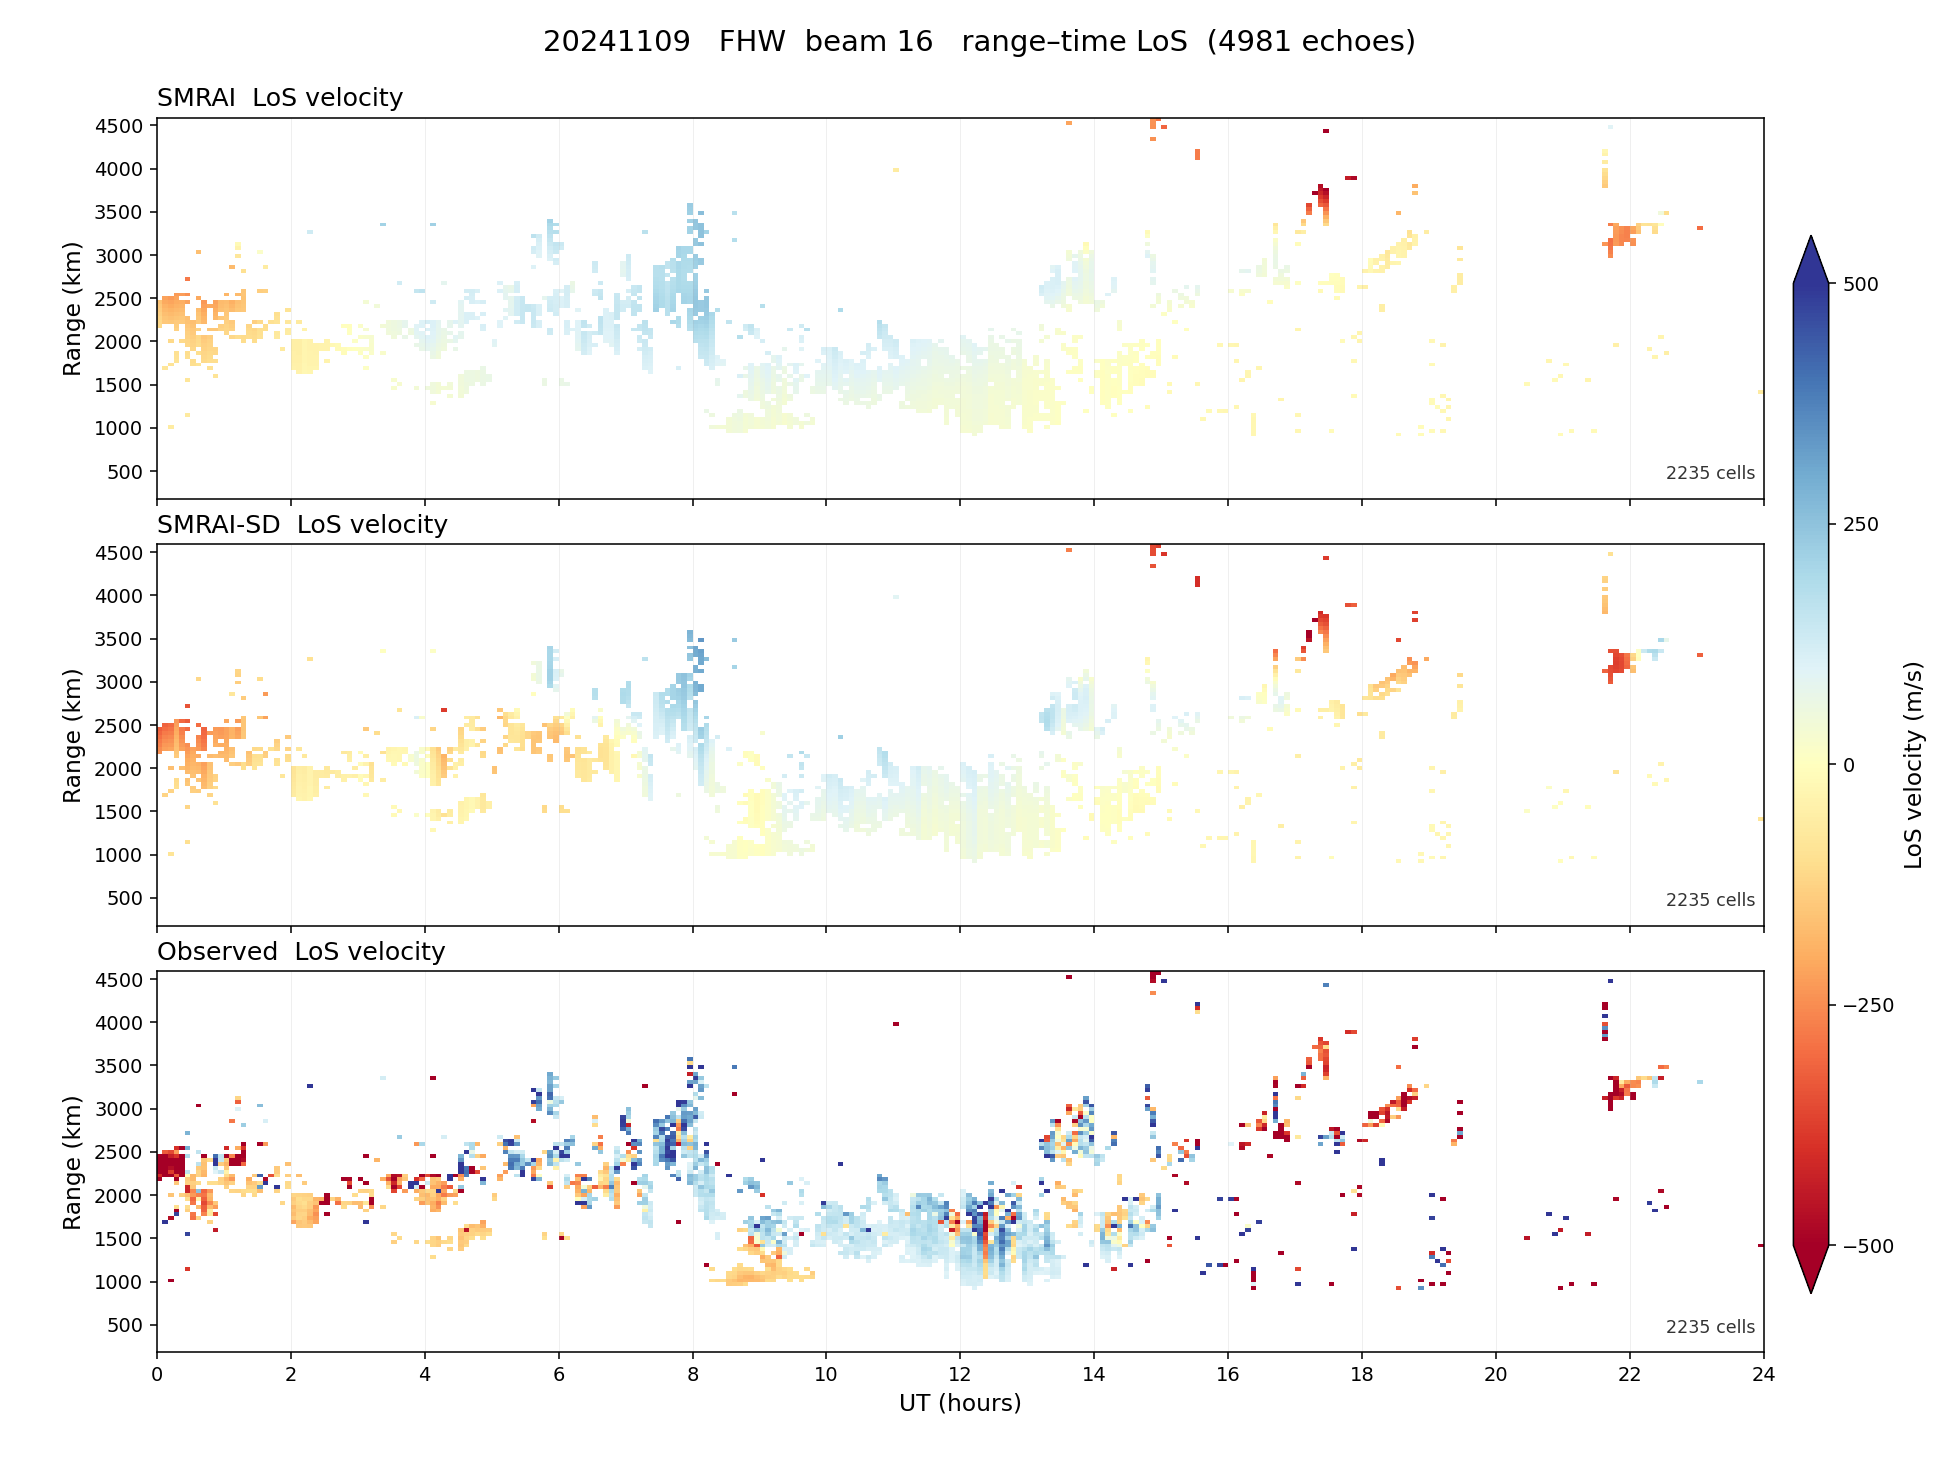 20241109   FHW  beam 16   range–time LoS  (4981 echoes)
SMRAI  LoS velocity
4500
4000
3500
3000
2500
2000
1500
1000
500
Range (km)
2235 cells
SMRAI-SD  LoS velocity
4500
4000
3500
3000
2500
2000
1500
1000
500
Range (km)
2235 cells
Observed  LoS velocity
4500
4000
3500
3000
2500
2000
1500
1000
500
Range (km)
2235 cells
0 2 4 6 8 10 12 14 16 18 20 22 24
UT (hours)
500
250
0
−250
−500
LoS velocity (m/s)